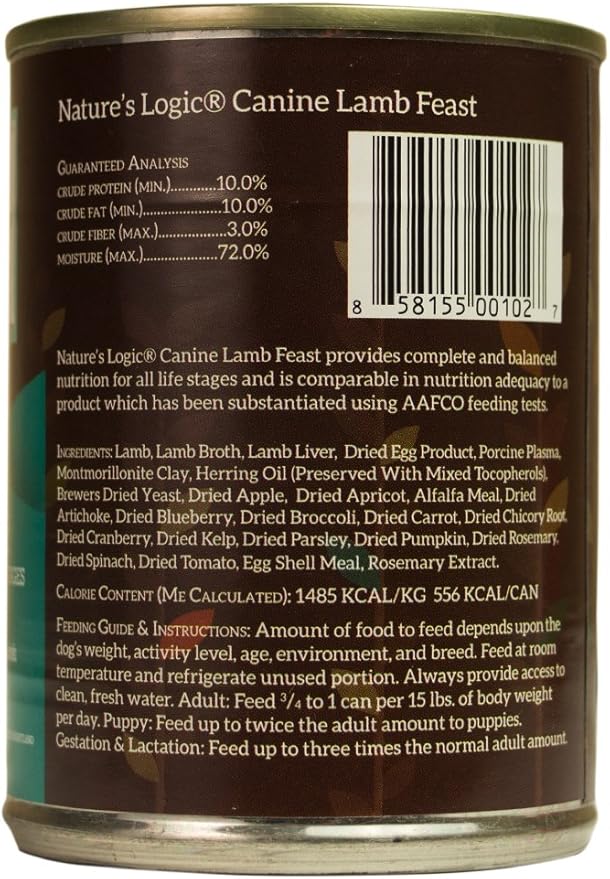 Nature's Logic® Canine Lamb Feast
Guaranteed Analysis
crude protein (min.)............10.0%
crude fat (min.)......................10.0%
crude fiber (max.)...................3.0%
moisture (max.)......................72.0%
8 58155 00102 7
Nature's Logic® Canine Lamb Feast provides complete and balanced
nutrition for all life stages and is comparable in nutrition adequacy to a
product which has been substantiated using AAFCO feeding tests.
Ingredients: Lamb, Lamb Broth, Lamb Liver, Dried Egg Product, Porcine Plasma,
Montmorillonite Clay, Herring Oil (Preserved With Mixed Tocopherols),
Brewers Dried Yeast, Dried Apple, Dried Apricot, Alfalfa Meal, Dried
Artichoke, Dried Blueberry, Dried Broccoli, Dried Carrot, Dried Chicory Root,
Dried Cranberry, Dried Kelp, Dried Parsley, Dried Pumpkin, Dried Rosemary,
Dried Spinach, Dried Tomato, Egg Shell Meal, Rosemary Extract.
Calorie Content (Me Calculated): 1485 KCAL/KG 556 KCAL/CAN
Feeding Guide & Instructions: Amount of food to feed depends upon the
dog's weight, activity level, age, environment, and breed. Feed at room
temperature and refrigerate unused portion. Always provide access to
clean, fresh water. Adult: Feed 3/4 to 1 can per 15 lbs. of body weight
per day. Puppy: Feed up to twice the adult amount to puppies.
Gestation & Lactation: Feed up to three times the normal adult amount.